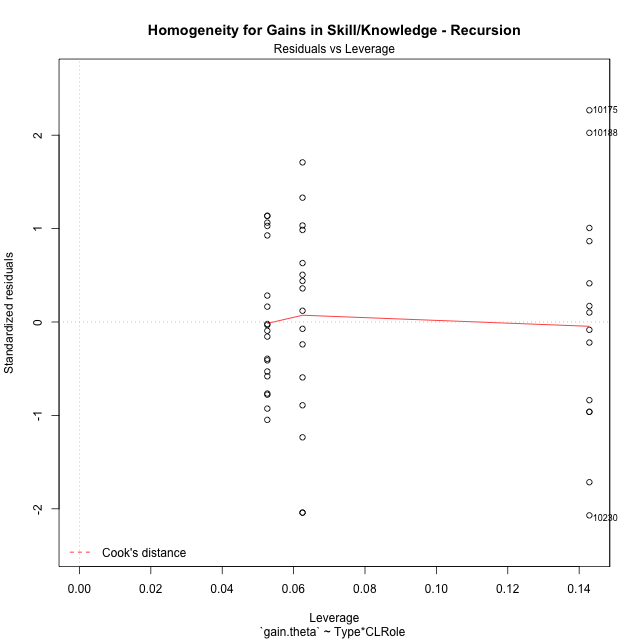 Homogeneity for Gains in Skill/Knowledge - Recursion
Residuals vs Leverage
10175
10188
2
1
0
-1
-2
Standardized residuals
10230
Cook's distance
0.00 0.02 0.04 0.06 0.08 0.10 0.12 0.14
Leverage
`gain.theta` ~ Type*CLRole